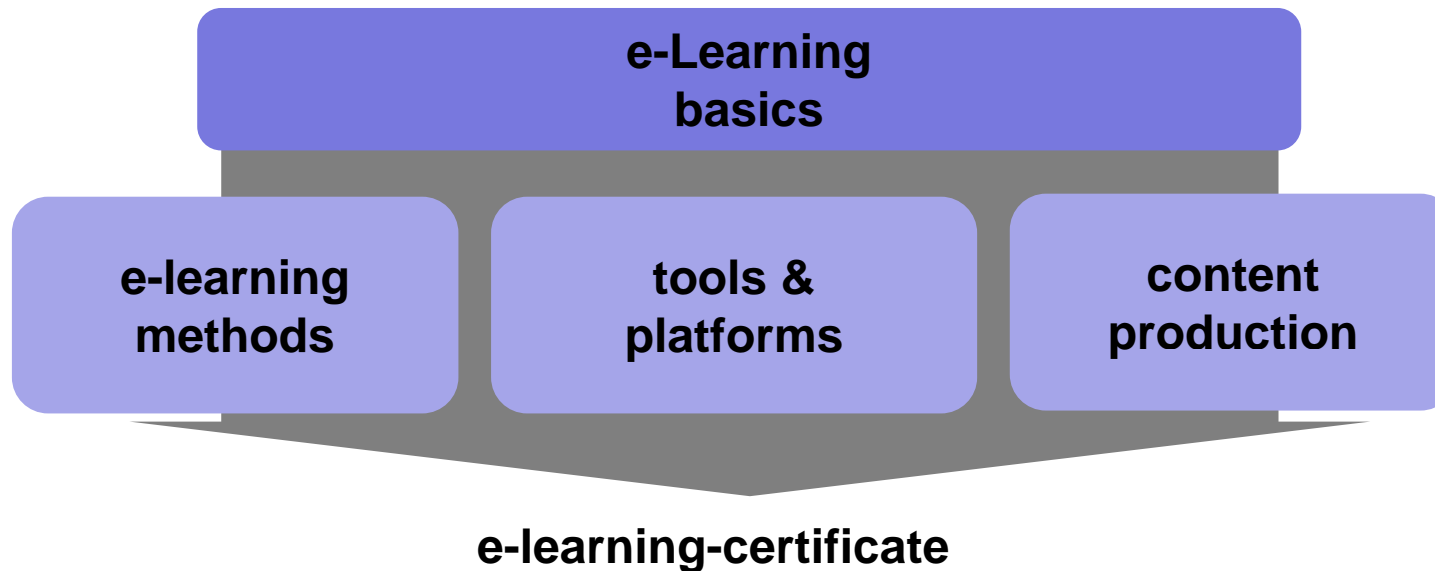 e-Learning
basics
e-learning
methods
tools &
platforms
content
production
e-learning-certificate